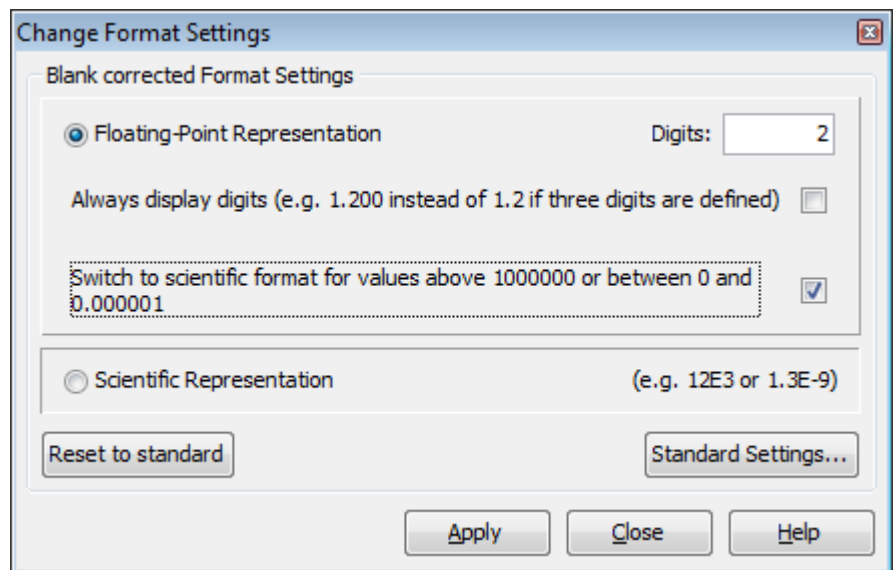 Change Format Settings
Blank corrected Format Settings
Floating-Point Representation Digits: 2
Always display digits (e.g. 1.200 instead of 1.2 if three digits are defined)
Switch to scientific format for values above 1000000 or between 0 and
0.000001
Scientific Representation (e.g. 12E3 or 1.3E-9)
Reset to standard Standard Settings...
Apply Close Help